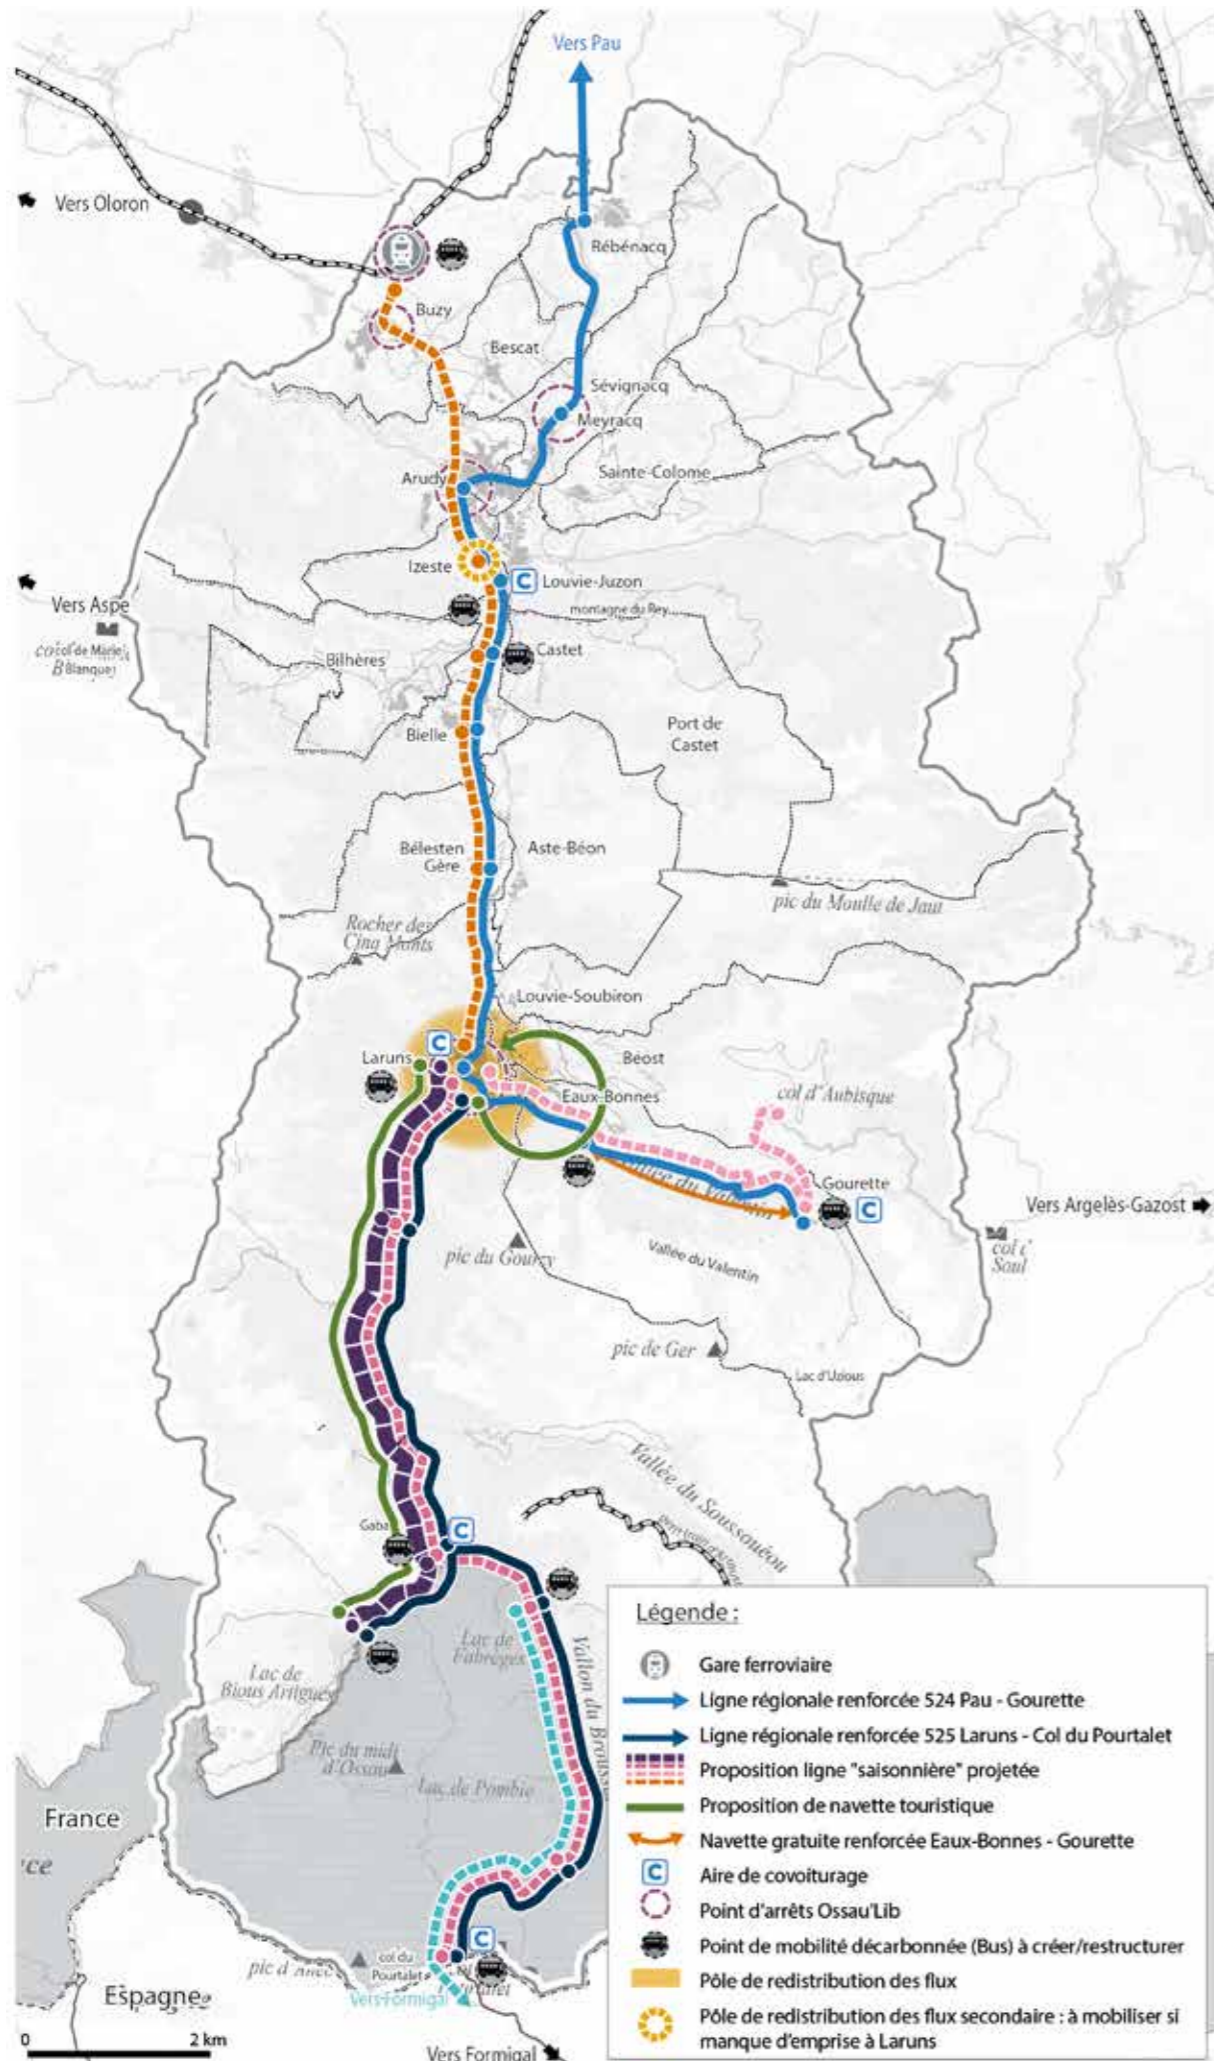 Vers Pau
Vers Oloron
Rébénacq
Buzy
Bescat
Sévignacq
Meyracq
Sainte-Colome
Arudy
Izeste
C
Louvie-Juzon
Vers Aspe
montagne du Rey
Castet
Bilhères
Bielle
Port de
Castet
Bélesten
Gère
Aste-Béon
pic du Moulle de Jaut
Rocher des
Cinq Monts
Louvie-Soubiron
C
Laruns
Béost
Eaux-Bonnes
col d'Aubisque
Gourette
C
Vers Argelès-Gazost
pic du Gourzy
Vallée du Valentin
pic de Ger
Lac d'Uzious
Vallée du Soussouéou
C
Lac de
Fabrèges
Lac de
Bious Artigues
Pic du midi
d'Ossau
Lac de Pombie
France
C
col du
Pourtalet
Vers Formigal
Espagne
0
2 km
Vers Formigal
Légende :
Gare ferroviaire
Ligne régionale renforcée 524 Pau - Gourette
Ligne régionale renforcée 525 Laruns - Col du Pourtalet
Proposition ligne "saisonnière" projetée
Proposition de navette touristique
Navette gratuite renforcée Eaux-Bonnes - Gourette
C
Aire de covoiturage
Point d'arrêts Ossau'Lib
Point de mobilité décarbonnée (Bus) à créer/restructurer
Pôle de redistribution des flux
Pôle de redistribution des flux secondaire : à mobiliser si
manque d'emprise à Laruns